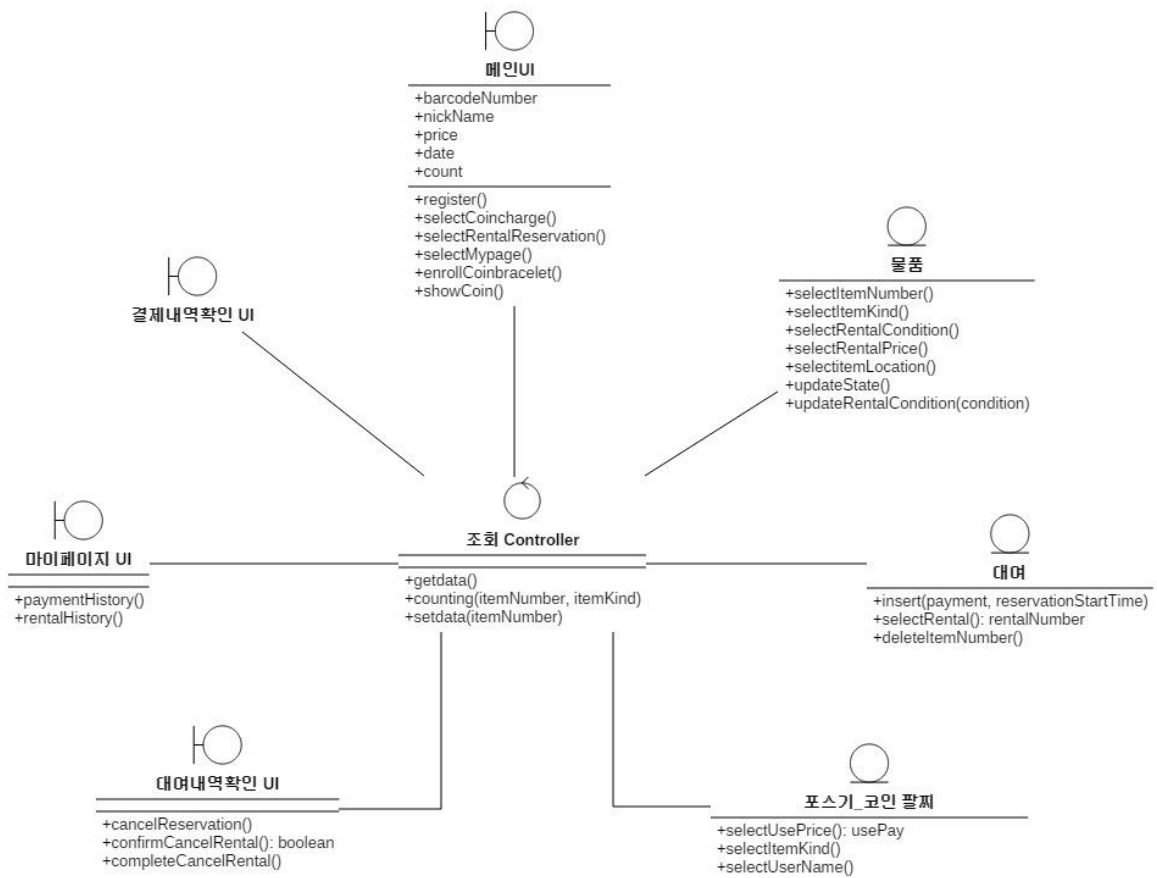 메인UI
+barcodeNumber
+nickName
+price
+date
+count
+register()
+selectCoincharge()
+selectRentalReservation()
+selectMypage()
+enrollCoinbracelet()
+showCoin()
결제내역확인 UI
물품
+selectItemNumber()
+selectItemKind()
+selectRentalCondition()
+selectRentalPrice()
+selectitemLocation()
+updateState()
+updateRentalCondition(condition)
마이페이지 UI
+paymentHistory()
+rentalHistory()
조회 Controller
+getdata()
+counting(itemNumber, itemKind)
+setdata(itemNumber)
대여
+insert(payment, reservationStartTime)
+selectRental(): rentalNumber
+deleteItemNumber()
대여내역확인 UI
+cancelReservation()
+confirmCancelRental(): boolean
+completeCancelRental()
포스기_코인 팔찌
+selectUsePrice(): usePay
+selectItemKind()
+selectUserName()